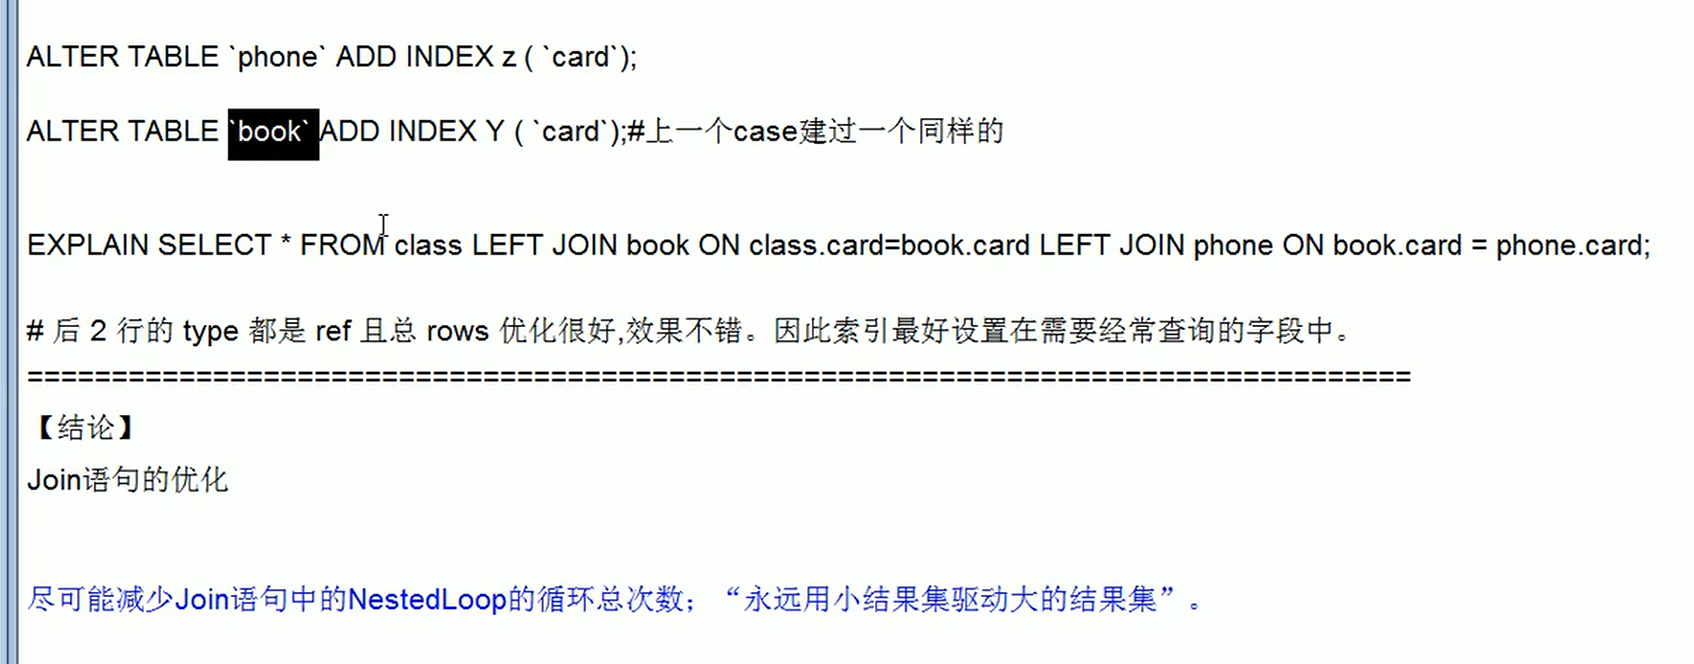 ALTER TABLE `phone` ADD INDEX z ( `card`);
ALTER TABLE `book` ADD INDEX Y ( `card`);#上一个case建过一个同样的
EXPLAIN SELECT * FROM class LEFT JOIN book ON class.card=book.card LEFT JOIN phone ON book.card = phone.card;
# 后 2 行的 type 都是 ref 且总 rows 优化很好,效果不错。因此索引最好设置在需要经常查询的字段中。
==================================================================================
【结论】
Join语句的优化
尽可能减少Join语句中的NestedLoop的循环总次数；“永远用小结果集驱动大的结果集”。